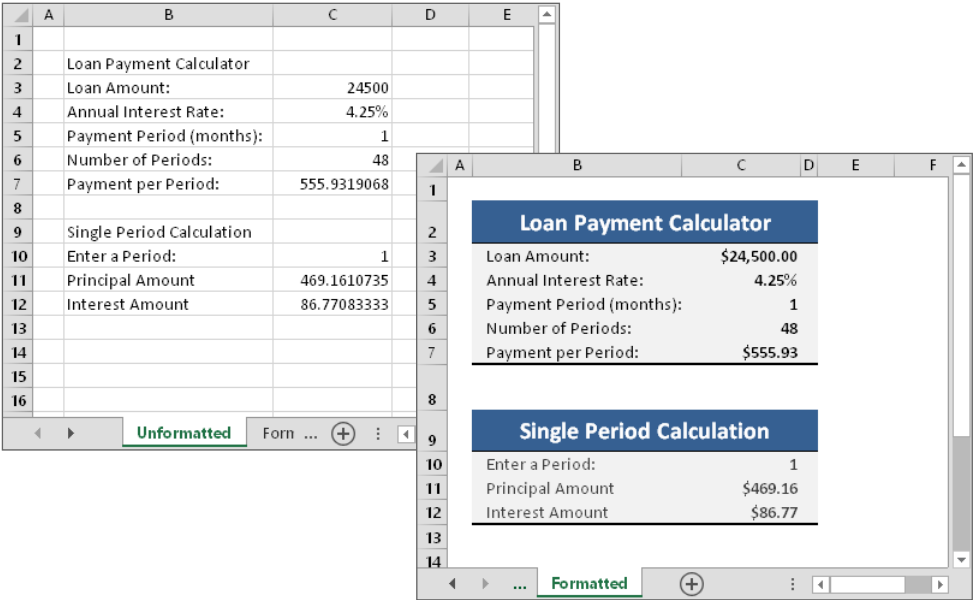 A B C D E
1
2 Loan Payment Calculator
3 Loan Amount: 24500
4 Annual Interest Rate: 4.25%
5 Payment Period (months): 1
6 Number of Periods: 48
7 Payment per Period: 555.9319068
8
9 Single Period Calculation
10 Enter a Period: 1
11 Principal Amount 469.1610735
12 Interest Amount 86.77083333
13
14
15
16
Unformatted Forn ...
A B C D E F
1
2 Loan Payment Calculator
3 Loan Amount: $24,500.00
4 Annual Interest Rate: 4.25%
5 Payment Period (months): 1
6 Number of Periods: 48
7 Payment per Period: $555.93
8
9 Single Period Calculation
10 Enter a Period: 1
11 Principal Amount $469.16
12 Interest Amount $86.77
13
14
... Formatted